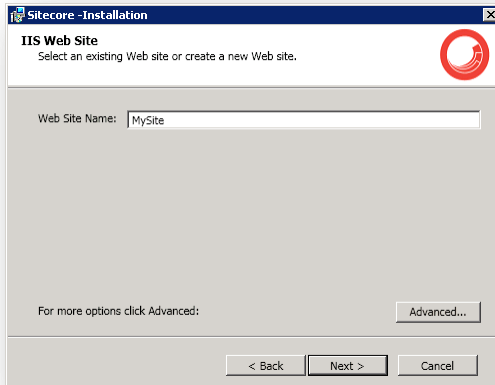 Sitecore -Installation
IIS Web Site
Select an existing Web site or create a new Web site.
Web Site Name: MySite
For more options click Advanced: Advanced...
< Back Next > Cancel